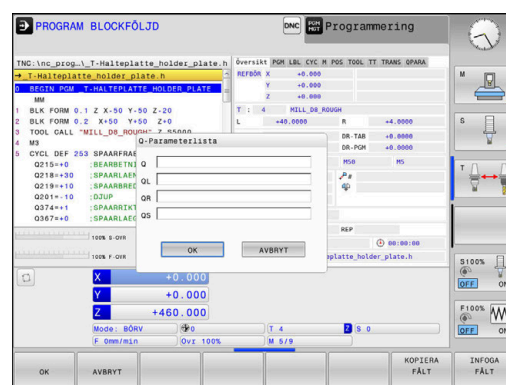 PROGRAM BLOCKFÖLJD
DNC PGM MGT Programmering
TNC:\nc_prog…\_T-Halteplatte_holder_plate.h
→_T-Halteplatte_holder_plate.h
0 BEGIN PGM _T-HALTEPLATTE_HOLDER_PLATE
MM
1 BLK FORM 0.1 Z X-50 Y-50 Z-20
2 BLK FORM 0.2 X+50 Y+50 Z+0
3 TOOL CALL "MILL_D8_ROUGH" Z S5000
4 M3
5 CYCL DEF 253 SPAARFRAE
Q215=+0 ;BEARBETNI
Q218=+30 ;SPAARLAEN
Q219=+10 ;SPAARBRED
Q201=-10 ;DJUP
Q374=+1 ;SPAARRIKT
Q367=+0 ;SPAARLAEG
Översikt PGM LBL CYC M POS TOOL TT TRANS QPARA
REFBÖR X +0.000
Y +0.000
Z +0.000
T : 4 MILL_D8_ROUGH
L +40.0000 R +4.0000
DR-TAB +0.0000
DR-PGM +0.0000
M50 M5
REP
00:00:00
platte_holder_plate.h
Q-Parameterlista
Q
QL
QR
QS
OK AVBRYT
100% S-OVR
100% F-OVR
X +0.000
Y +0.000
Z +460.000
Mode: BÖRV 0 T 4 Z S 0
F 0mm/min Ovr 100% M 5/9
M
S
T
S100%
OFF ON
F100%
OFF ON
OK AVBRYT KOPIERA FÄLT INFOGA FÄLT